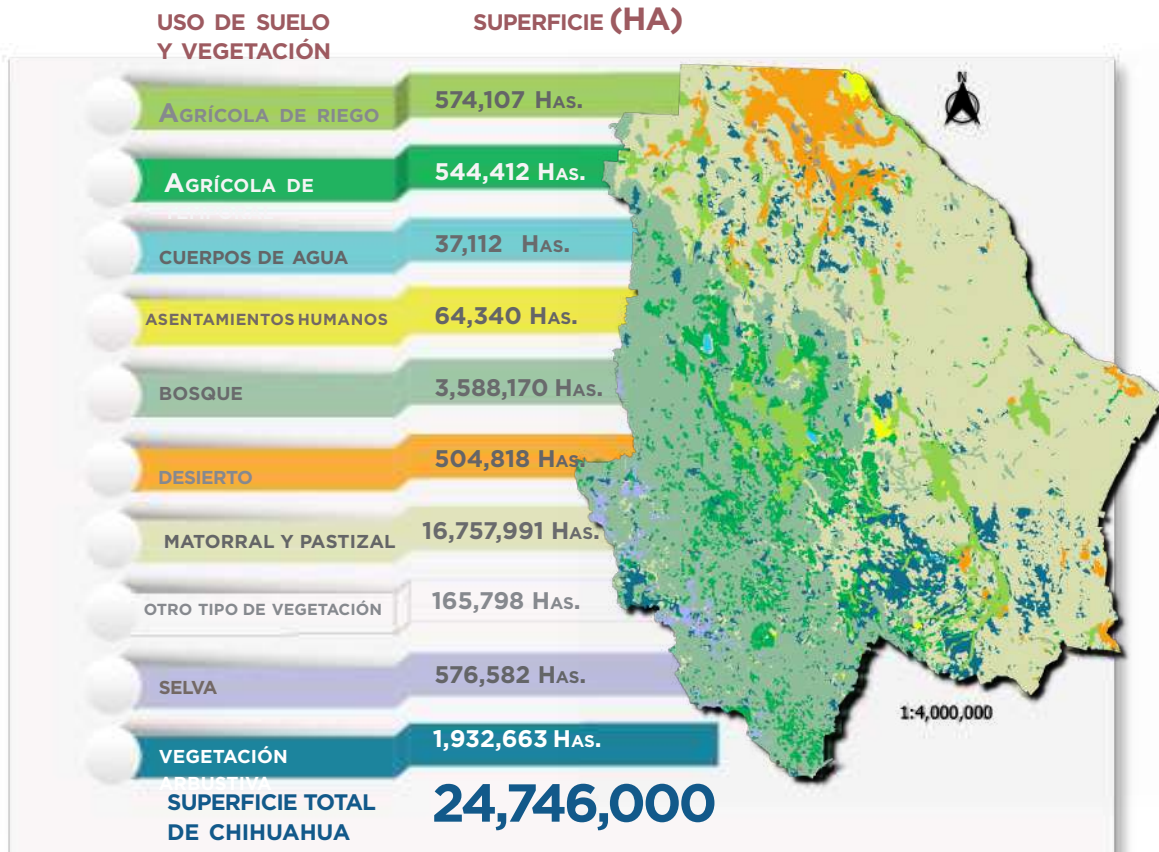 USO DE SUELO
Y VEGETACIÓN
SUPERFICIE (HA)
AGRÍCOLA DE RIEGO
574,107 HAS.
AGRÍCOLA DE
544,412 HAS.
CUERPOS DE AGUA
37,112 HAS.
ASENTAMIENTOS HUMANOS
64,340 HAS.
BOSQUE
3,588,170 HAS.
DESIERTO
504,818 HAS.
MATORRAL Y PASTIZAL
16,757,991 HAS.
OTRO TIPO DE VEGETACIÓN
165,798 HAS.
SELVA
576,582 HAS.
VEGETACIÓN
ARBUSTIVA
1,932,663 HAS.
SUPERFICIE TOTAL
DE CHIHUAHUA
24,746,000
N
1:4,000,000